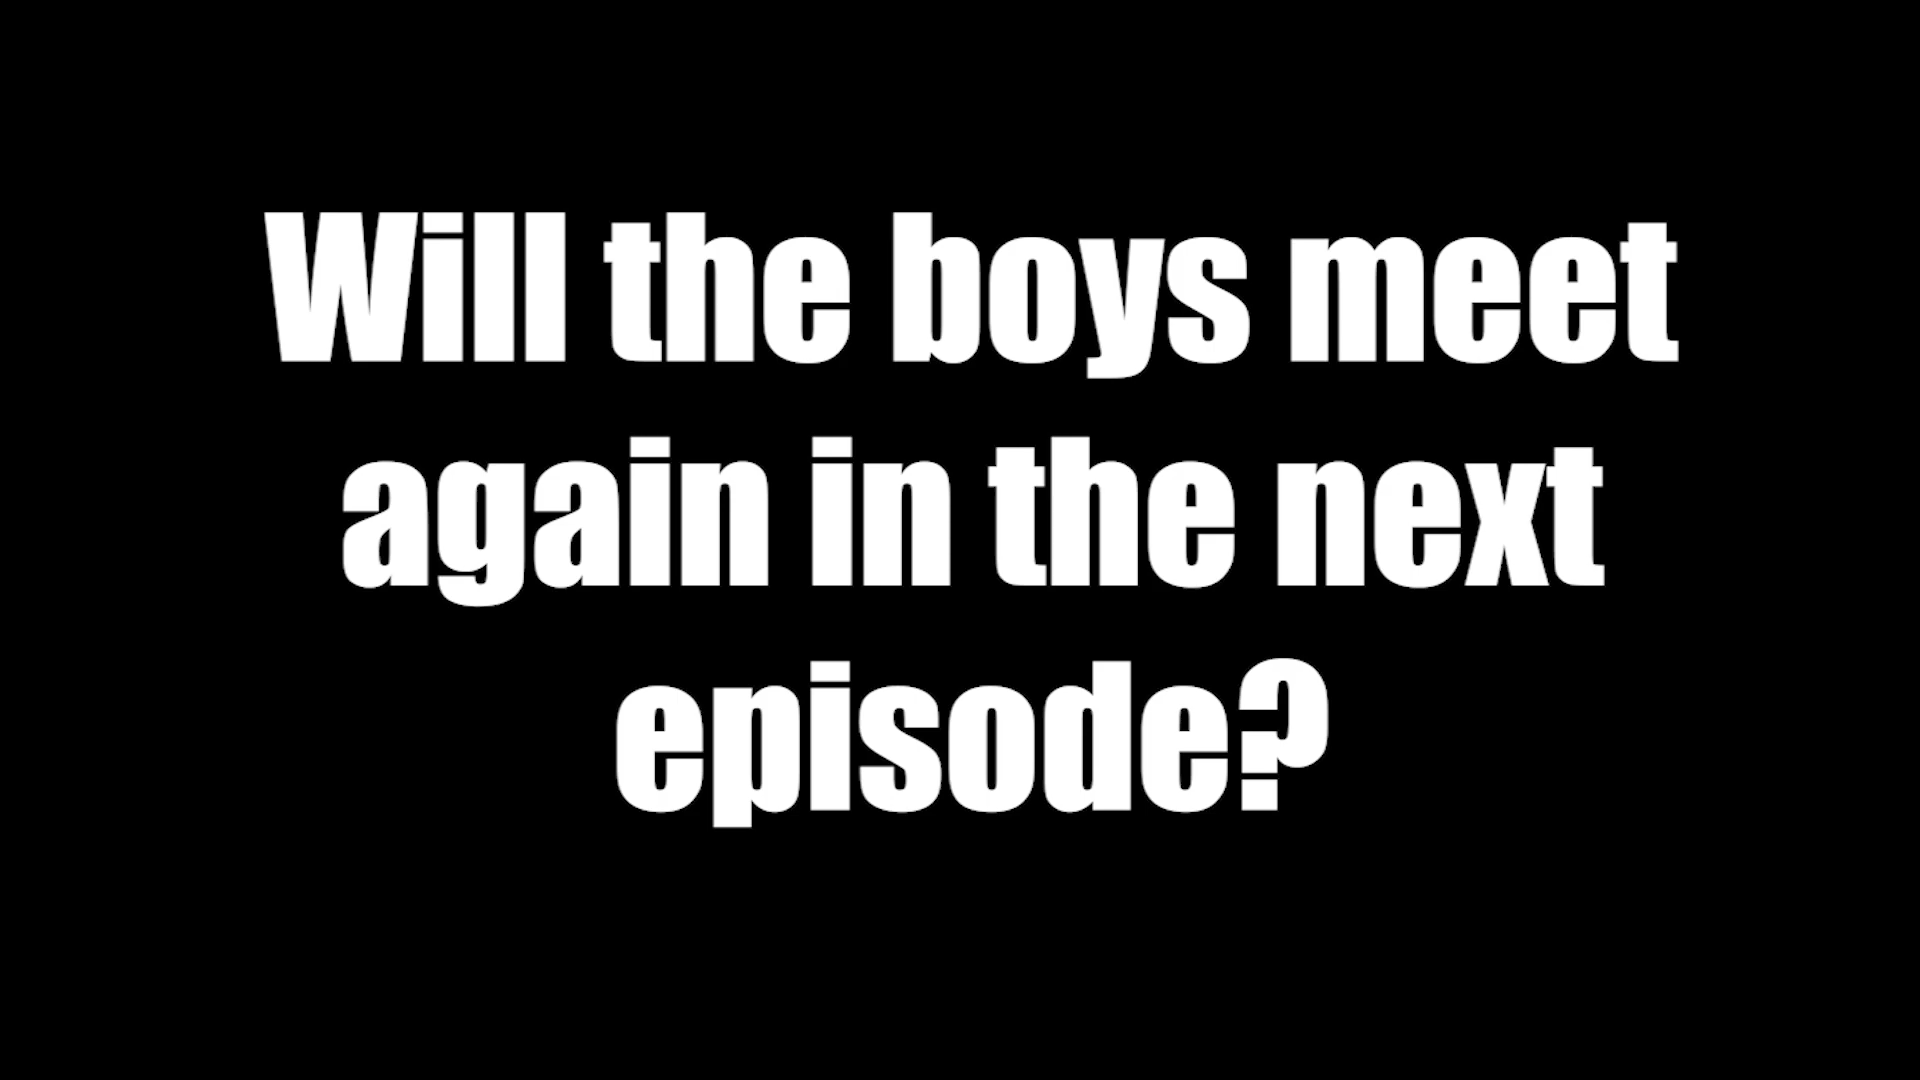 Will the boys meet
again in the next
episode?